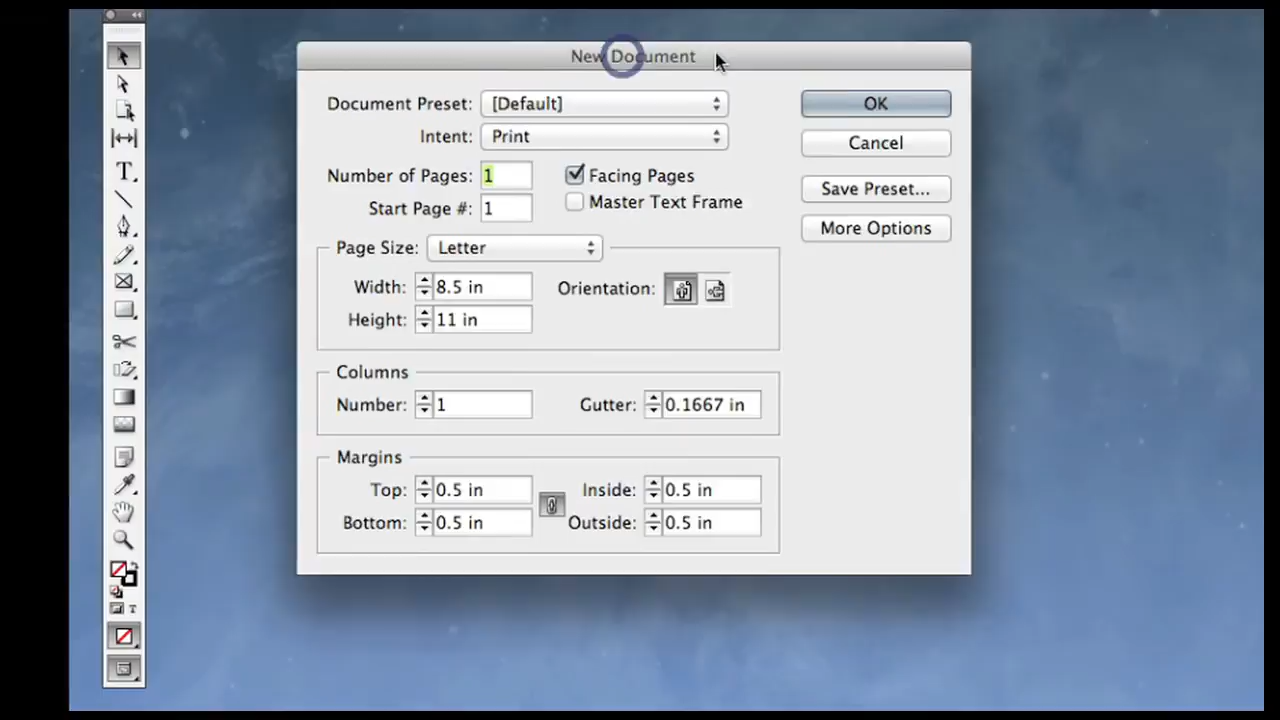 New Document
Document Preset: [Default]
OK
Intent: Print
Cancel
Number of Pages: 1
Facing Pages
Save Preset...
Start Page #: 1
Master Text Frame
More Options
Page Size: Letter
Width: 8.5 in
Orientation:
Height: 11 in
Columns
Number: 1
Gutter: 0.1667 in
Margins
Top: 0.5 in
Inside: 0.5 in
Bottom: 0.5 in
Outside: 0.5 in